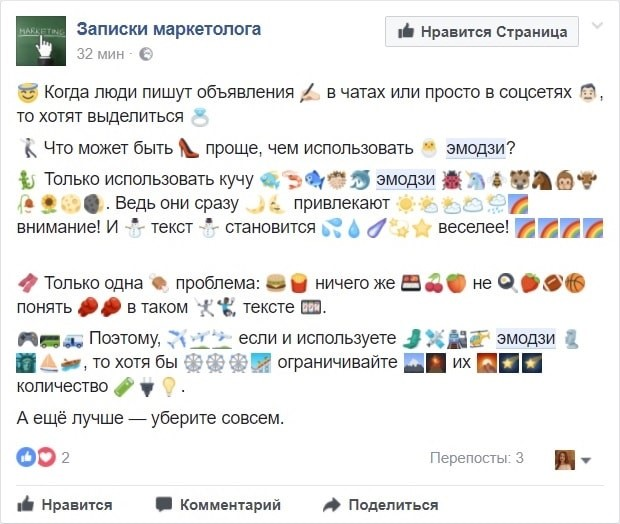 MARKETING
Записки маркетолога
32 мин ·
Нравится Страница
😇 Когда люди пишут объявления ✍🏻 в чатах или просто в соцсетях 👨🏻,
то хотят выделиться 💍
🕺 Что может быть 👠 проще, чем использовать 🐣 эмодзи?
🦎 Только использовать кучу 🐠🦐🐟🐡🐬 эмодзи 🐞🦄🐝🐻🐴🐵🐮
🥀🌻🌼🌘. Ведь они сразу 🌙🌜 привлекают ☀🌤⛅🌥🌦🌧🌈
внимание! И ⛄ текст ⛄ становится 💦💧☄💫⭐ веселее! 🌈🌈🌈🌈
🥓 Только одна 🍖 проблема: 🍔🍟 ничего же 🍱🍒🍑 не 🍳🍓🏈🏀
понять 🥊🥊 в таком 🤺🤾 тексте 🎹.
🎮🚌🚎 Поэтому, ✈🛫🛬 если и используете 🐉🛰🚂🚁 эмодзи 🗿
🗽⛵🚣, то хотя бы 🎡🎡🎡🏗 ограничивайте 🗻🌋 их 🌋🌠🌠
количество 🔋🔌💡.
А ещё лучше — уберите совсем.
2
Перепосты: 3
Нравится Комментарий Поделиться